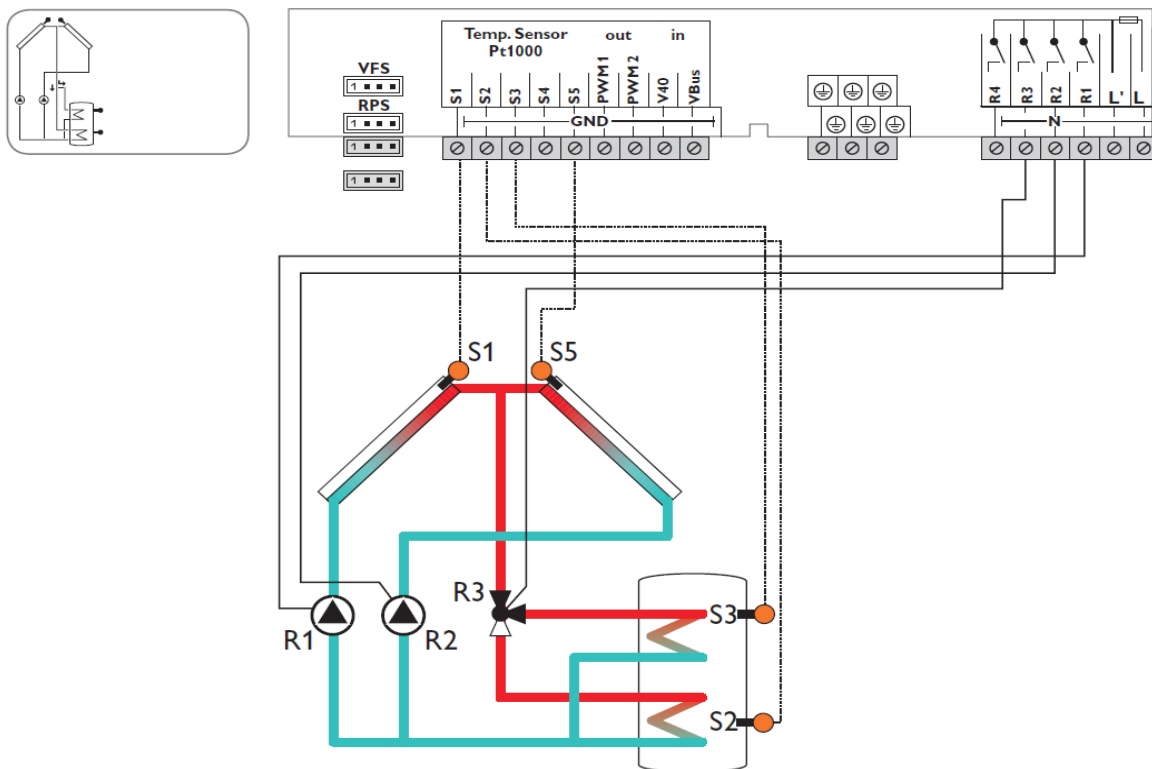 Temp. Sensor out in
Pt1000
VFS
1
RPS
1
1
1
S1 S2 S3 S4 S5 PWM1 PWM2 V40 VBus
GND
R4 R3 R2 R1 L' L
N
S1 S5
R3
S3
R1 R2
S2